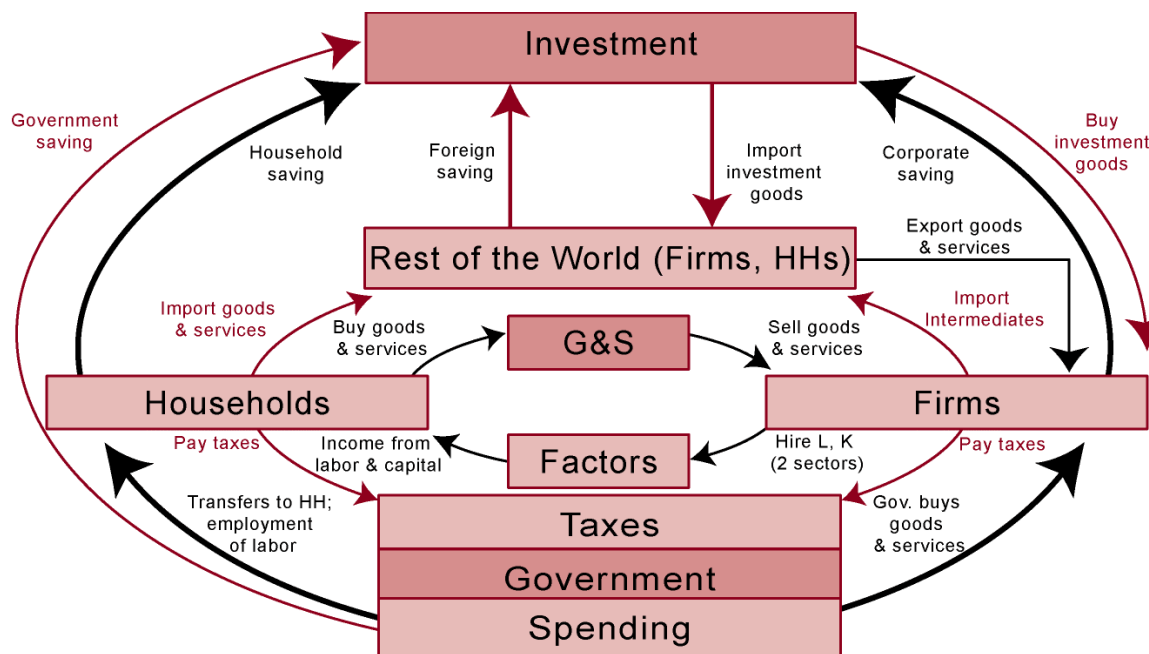 Investment
Government
saving
Household
saving
Foreign
saving
Import
investment
goods
Corporate
saving
Buy
investment
goods
Export goods
& services
Rest of the World (Firms, HHs)
Import goods
& services
Buy goods
& services
G&S
Sell goods
& services
Import
Intermediates
Households
Firms
Pay taxes
Income from
labor & capital
Factors
Hire L, K
(2 sectors)
Pay taxes
Transfers to HH;
employment
of labor
Taxes
Gov. buys
goods
& services
Government
Spending